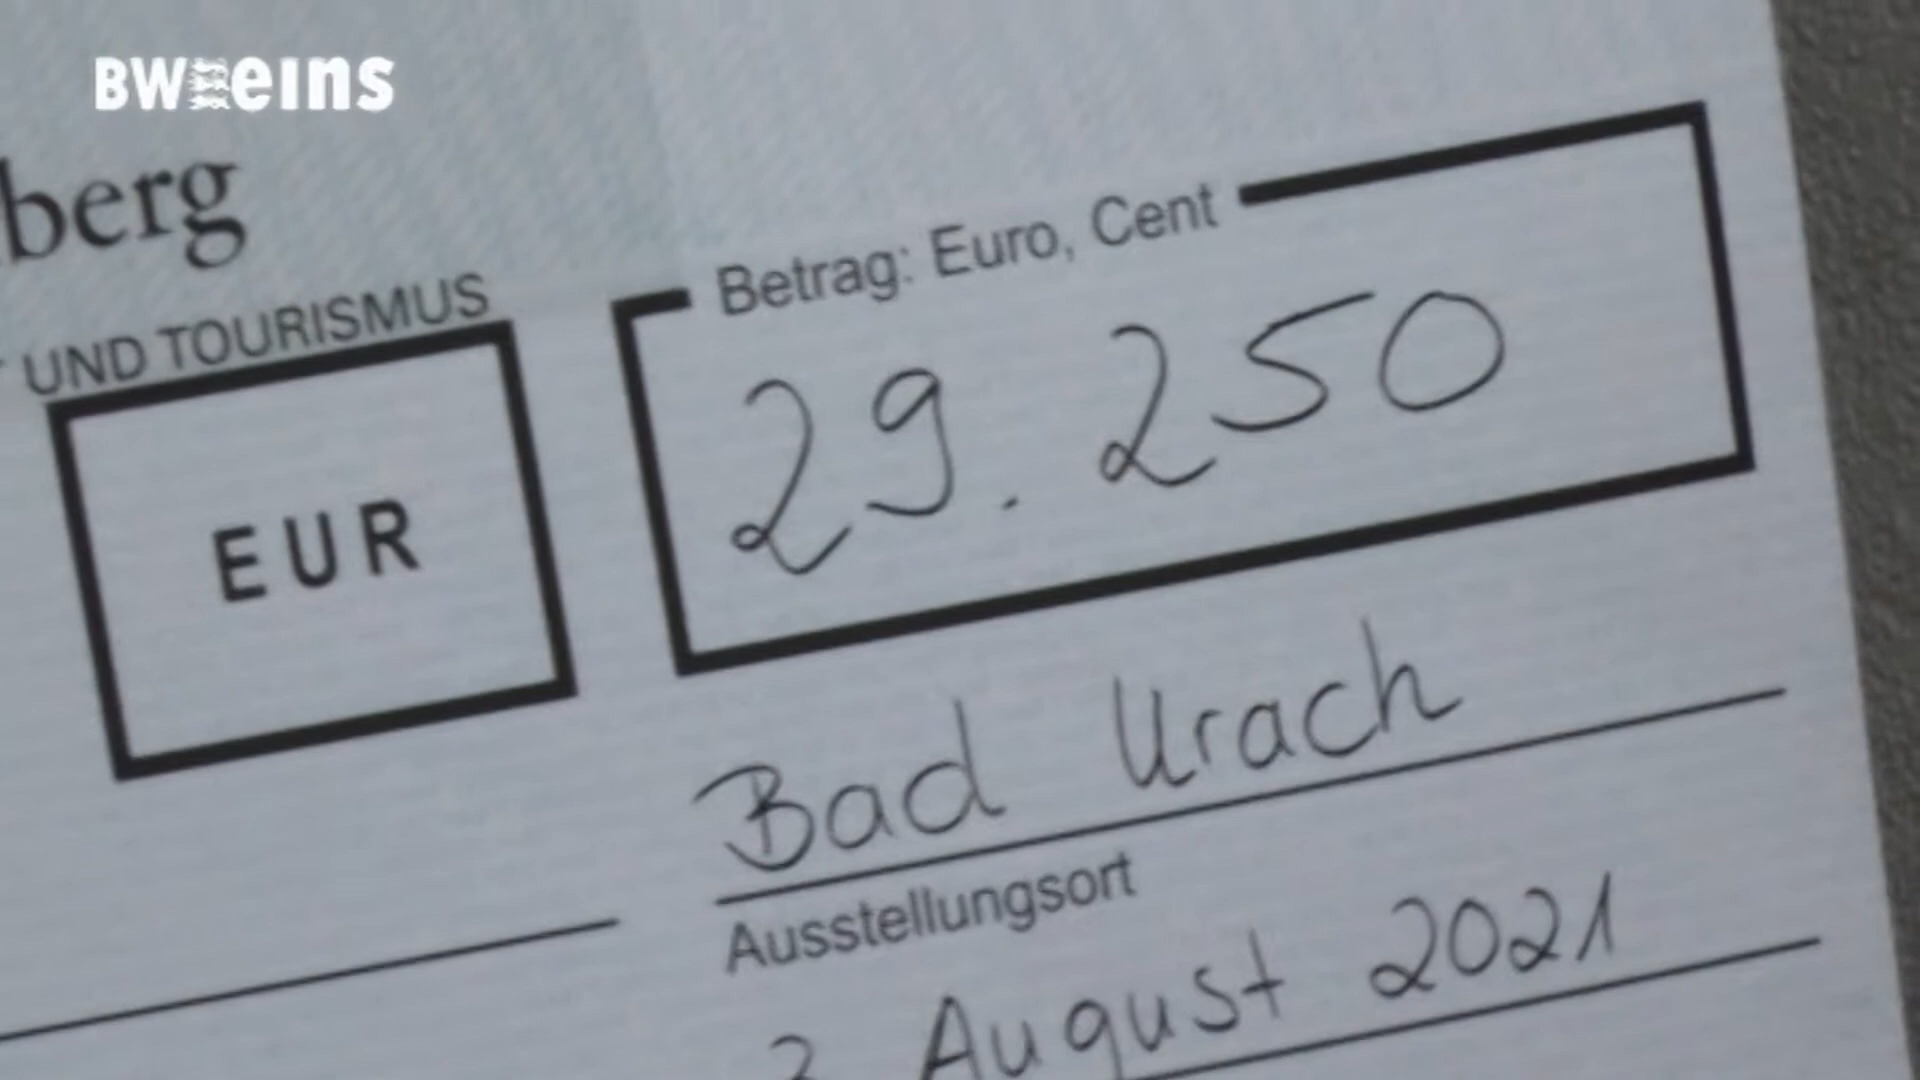 BW eins
berg
UND TOURISMUS
EUR
Betrag: Euro, Cent
29.250
Bad Urach
Ausstellungsort
August 2021